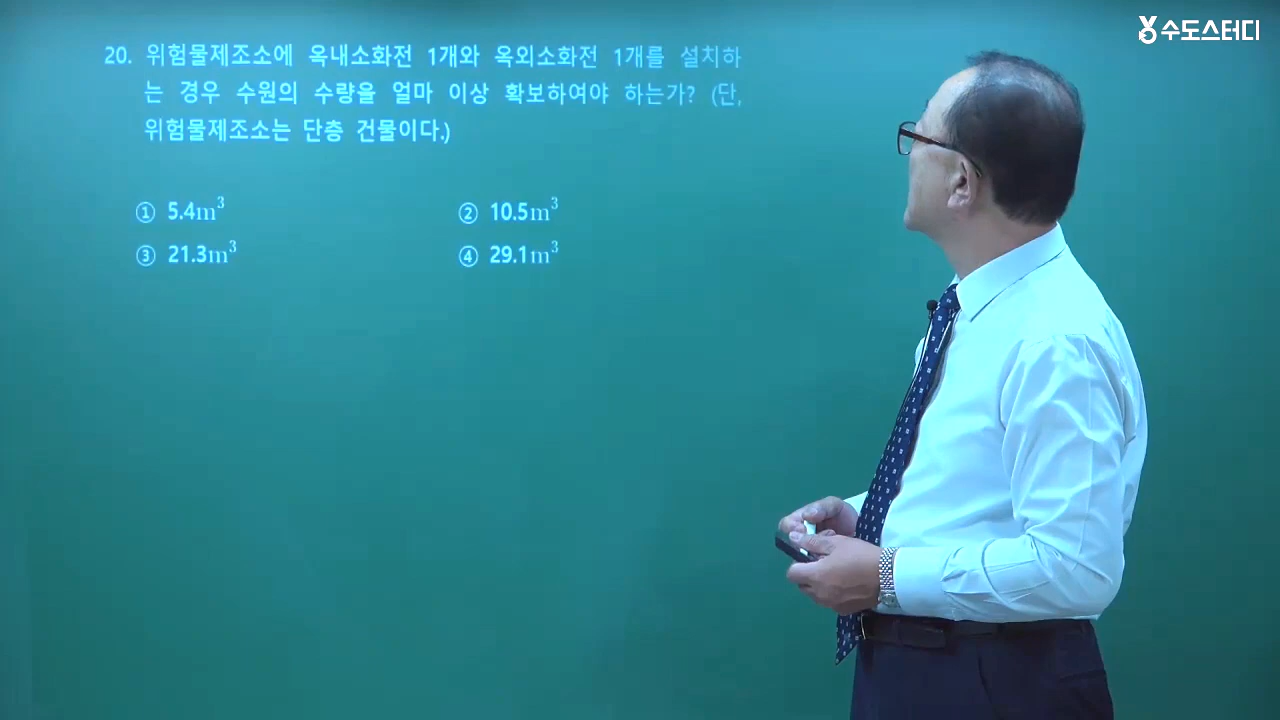 수도스터디
20. 위험물제조소에 옥내소화전 1개와 옥외소화전 1개를 설치하
는 경우 수원의 수량을 얼마 이상 확보하여야 하는가? (단,
위험물제조소는 단층 건물이다.)
① 5.4m³ ② 10.5m³
③ 21.3m³ ④ 29.1m³